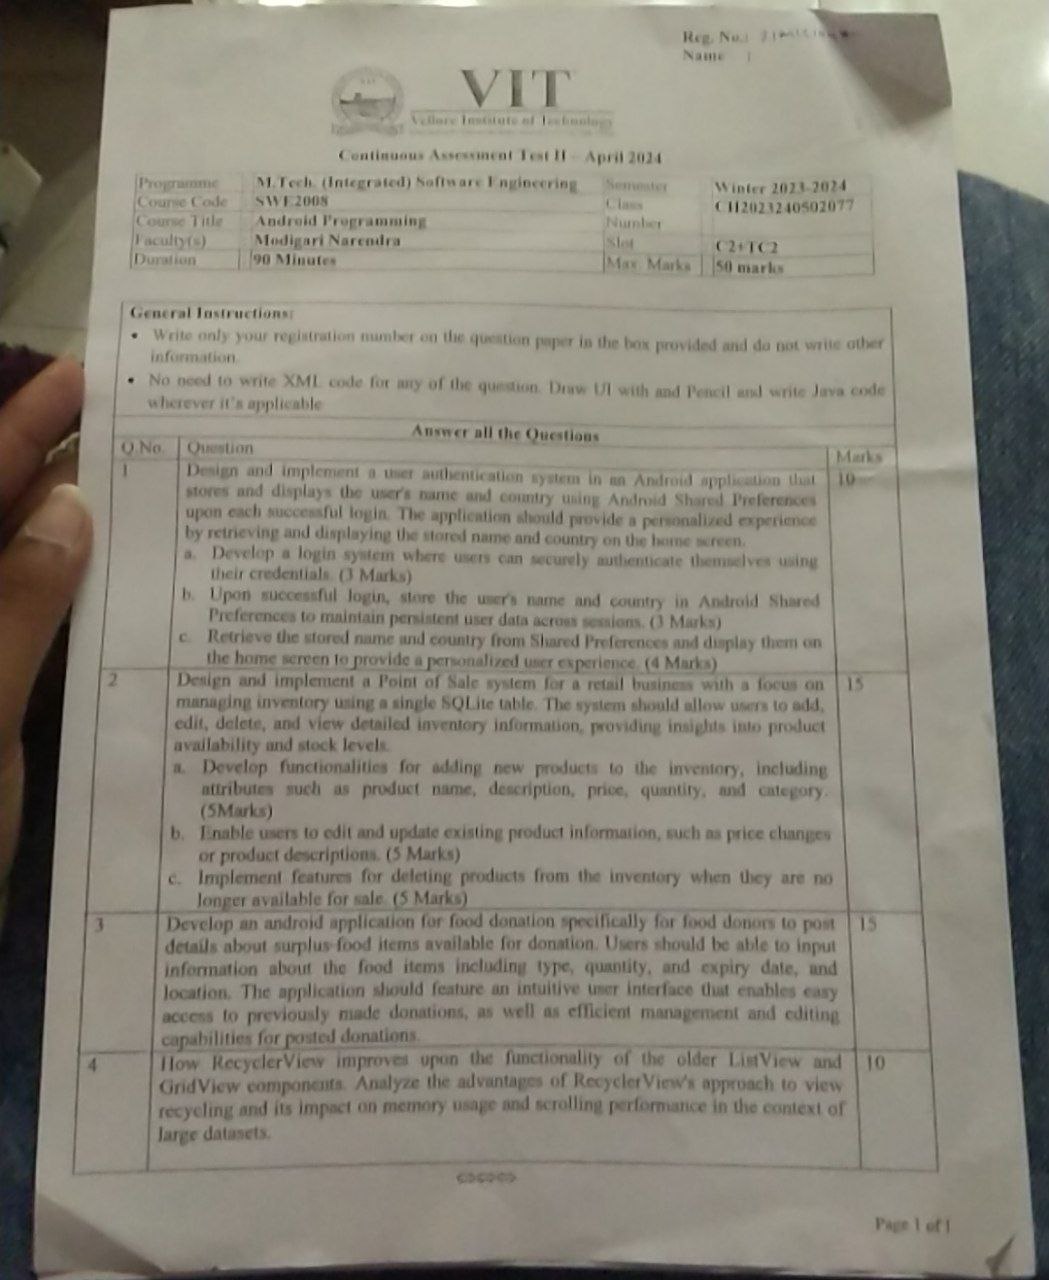 Reg. No.:
Name :
VIT
Vellore Institute of Technology
Continuous Assessment Test II – April 2024
Programme M.Tech. (Integrated) Software Engineering Semester Winter 2023-2024
Course Code SWE2008 Class CH2023240502077
Course Title Android Programming Number
Faculty(s) Modigari Narendra Slot C2+TC2
Duration 90 Minutes Max. Marks 50 marks
General Instructions:
• Write only your registration number on the question paper in the box provided and do not write other
information.
• No need to write XML code for any of the question. Draw UI with and Pencil and write Java code
wherever it's applicable
Answer all the Questions
Q.No. Question Marks
1 Design and implement a user authentication system in an Android application that 10
stores and displays the user's name and country using Android Shared Preferences
upon each successful login. The application should provide a personalized experience
by retrieving and displaying the stored name and country on the home screen.
a. Develop a login system where users can securely authenticate themselves using
their credentials. (3 Marks)
b. Upon successful login, store the user's name and country in Android Shared
Preferences to maintain persistent user data across sessions. (3 Marks)
c. Retrieve the stored name and country from Shared Preferences and display them on
the home screen to provide a personalized user experience. (4 Marks)
2 Design and implement a Point of Sale system for a retail business with a focus on 15
managing inventory using a single SQLite table. The system should allow users to add,
edit, delete, and view detailed inventory information, providing insights into product
availability and stock levels.
a. Develop functionalities for adding new products to the inventory, including
attributes such as product name, description, price, quantity, and category.
(5Marks)
b. Enable users to edit and update existing product information, such as price changes
or product descriptions. (5 Marks)
c. Implement features for deleting products from the inventory when they are no
longer available for sale. (5 Marks)
3 Develop an android application for food donation specifically for food donors to post 15
details about surplus food items available for donation. Users should be able to input
information about the food items including type, quantity, and expiry date, and
location. The application should feature an intuitive user interface that enables easy
access to previously made donations, as well as efficient management and editing
capabilities for posted donations.
4 How RecyclerView improves upon the functionality of the older ListView and 10
GridView components. Analyze the advantages of RecyclerView's approach to view
recycling and its impact on memory usage and scrolling performance in the context of
large datasets.
Page 1 of 1